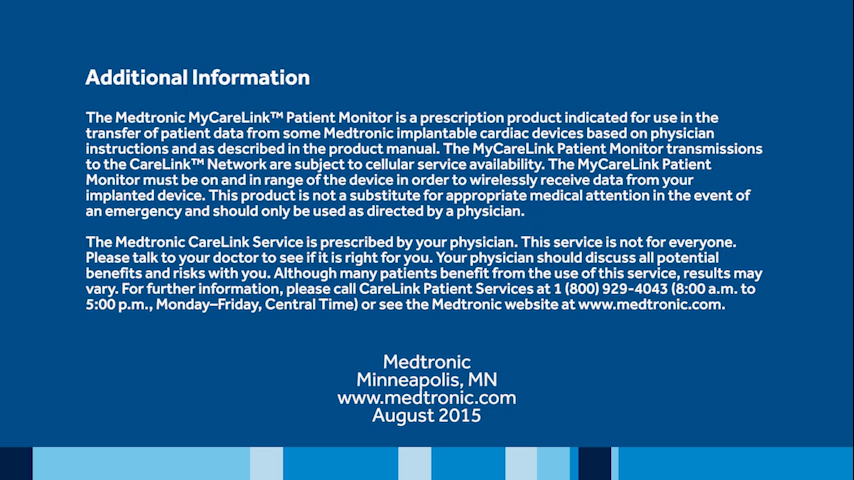 Additional Information
The Medtronic MyCareLink™ Patient Monitor is a prescription product indicated for use in the
transfer of patient data from some Medtronic implantable cardiac devices based on physician
instructions and as described in the product manual. The MyCareLink Patient Monitor transmissions
to the CareLink™ Network are subject to cellular service availability. The MyCareLink Patient
Monitor must be on and in range of the device in order to wirelessly receive data from your
implanted device. This product is not a substitute for appropriate medical attention in the event of
an emergency and should only be used as directed by a physician.
The Medtronic CareLink Service is prescribed by your physician. This service is not for everyone.
Please talk to your doctor to see if it is right for you. Your physician should discuss all potential
benefits and risks with you. Although many patients benefit from the use of this service, results may
vary. For further information, please call CareLink Patient Services at 1 (800) 929-4043 (8:00 a.m. to
5:00 p.m., Monday–Friday, Central Time) or see the Medtronic website at www.medtronic.com.
Medtronic
Minneapolis, MN
www.medtronic.com
August 2015